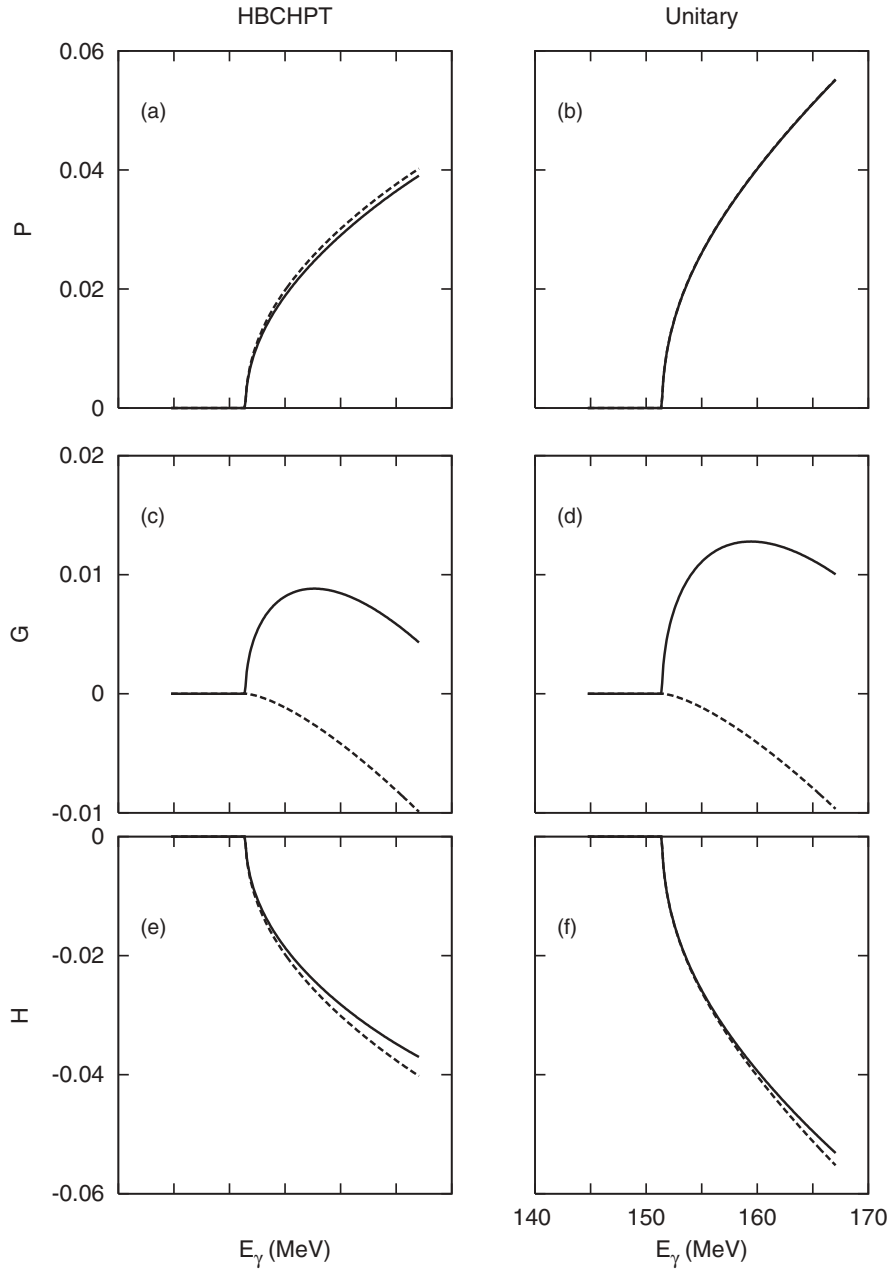 HBCHPT Unitary
0.06
(a) (b)
0.04
P
0.02
0
0.02
(c) (d)
0.01
G
0
-0.01
0
(e) (f)
-0.02
H
-0.04
-0.06
140 150 160 170
E_γ (MeV) E_γ (MeV)